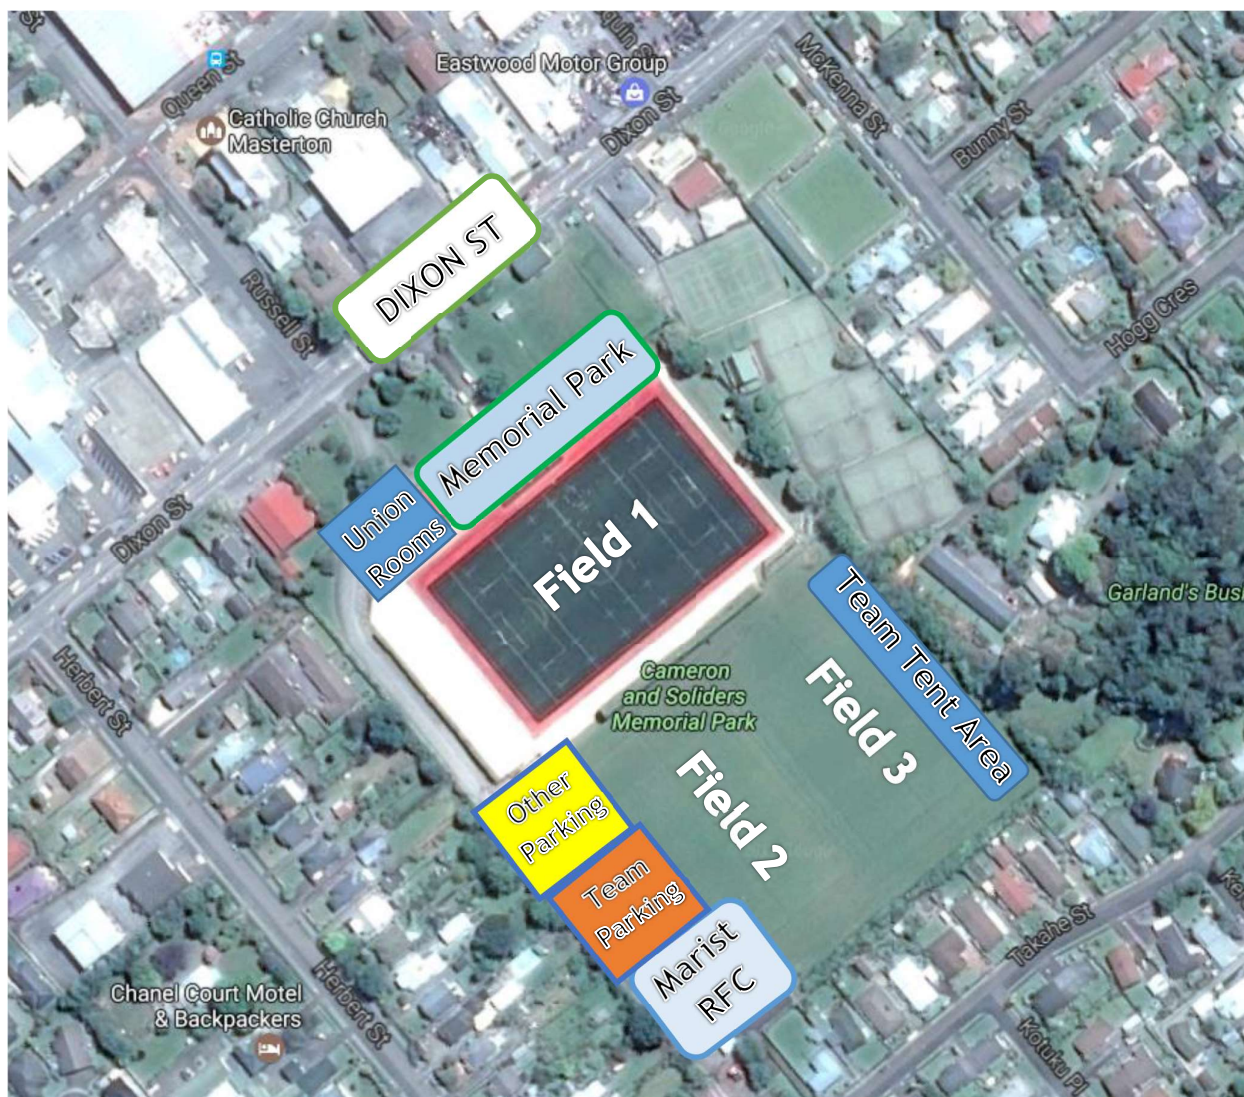 St
Queen St
Eastwood Motor Group
McKenna St
Dixon St
Bunny St
Catholic Church
Masterton
DIXON ST
Russell St
Hogg Cres
Memorial Park
Union
Rooms
Dixon St
Field 1
Team Tent Area
Garland's Bush
Herbert St
Cameron
and Soliders
Memorial Park
Field 3
Field 2
Other
Parking
Team
Parking
Marist
RFC
Takahe St
Chanel Court Motel
& Backpackers
Herbert St
Kotuku Pl